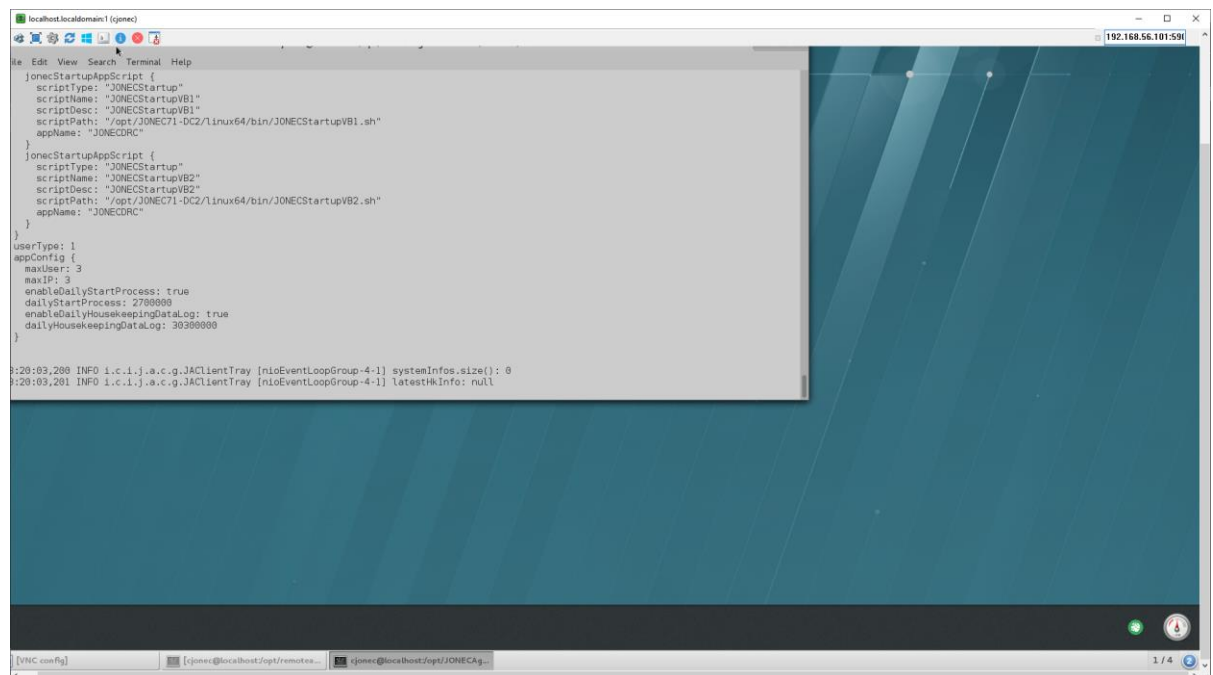 localhost.localdomain:1 (cjonec)
192.168.56.101:590
ile Edit View Search Terminal Help
jonecStartupAppScript {
scriptType: "JONECStartup"
scriptName: "JONECStartupVB1"
scriptDesc: "JONECStartupVB1"
scriptPath: "/opt/JONEC71-DC2/linux64/bin/JONECStartupVB1.sh"
appName: "JONECDRC"
}
jonecStartupAppScript {
scriptType: "JONECStartup"
scriptName: "JONECStartupVB2"
scriptDesc: "JONECStartupVB2"
scriptPath: "/opt/JONEC71-DC2/linux64/bin/JONECStartupVB2.sh"
appName: "JONECDRC"
}
}
userType: 1
appConfig {
maxUser: 3
maxIP: 3
enableDailyStartProcess: true
dailyStartProcess: 2700000
enableDailyHousekeepingDataLog: true
dailyHousekeepingDataLog: 30300000
}
:20:03,200 INFO i.c.i.j.a.c.g.JAClientTray [nioEventLoopGroup-4-1] systemInfos.size(): 0
:20:03,201 INFO i.c.i.j.a.c.g.JAClientTray [nioEventLoopGroup-4-1] latestHkInfo: null
[VNC config]
[cjonec@localhost:/opt/remotea...
cjonec@localhost:/opt/JONECAg...
1 / 4
2